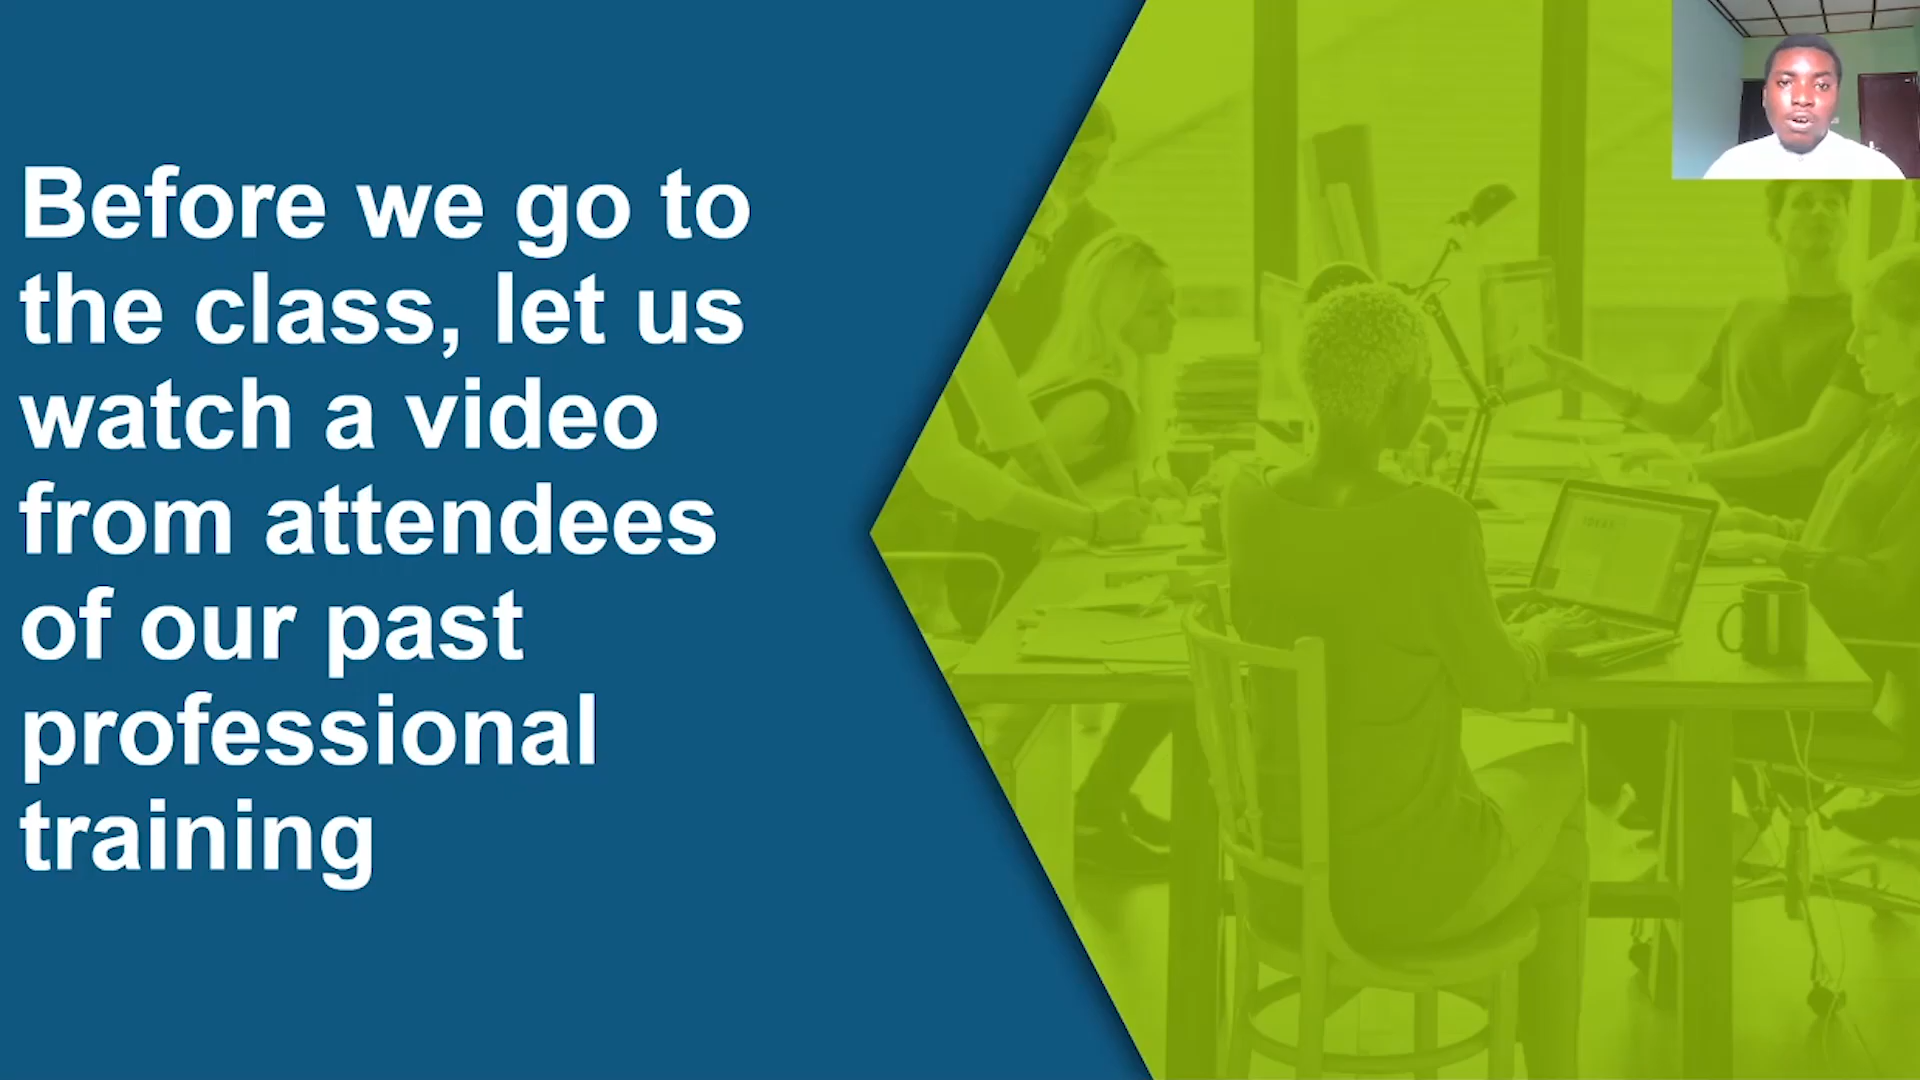 Before we go to
the class, let us
watch a video
from attendees
of our past
professional
training